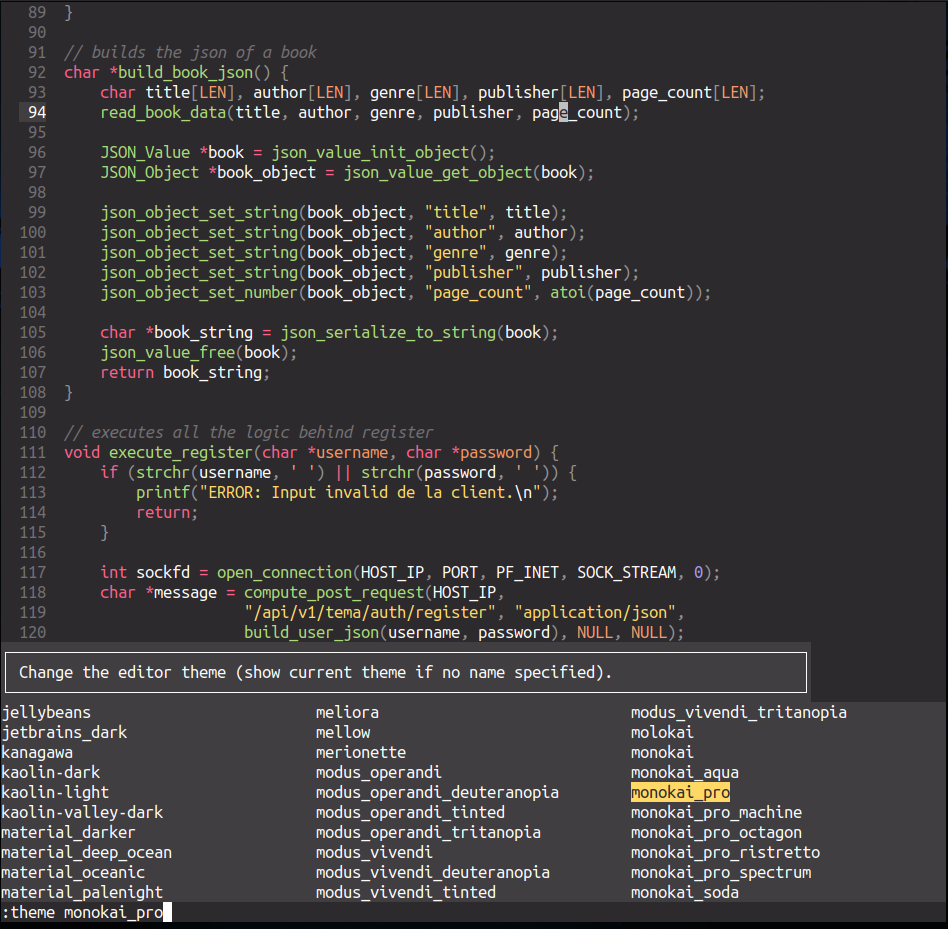 89 }
90
91 // builds the json of a book
92 char *build_book_json() {
93     char title[LEN], author[LEN], genre[LEN], publisher[LEN], page_count[LEN];
94     read_book_data(title, author, genre, publisher, page_count);
95
96     JSON_Value *book = json_value_init_object();
97     JSON_Object *book_object = json_value_get_object(book);
98
99     json_object_set_string(book_object, "title", title);
100     json_object_set_string(book_object, "author", author);
101     json_object_set_string(book_object, "genre", genre);
102     json_object_set_string(book_object, "publisher", publisher);
103     json_object_set_number(book_object, "page_count", atoi(page_count));
104
105     char *book_string = json_serialize_to_string(book);
106     json_value_free(book);
107     return book_string;
108 }
109
110 // executes all the logic behind register
111 void execute_register(char *username, char *password) {
112     if (strchr(username, ' ') || strchr(password, ' ')) {
113         printf("ERROR: Input invalid de la client.\n");
114         return;
115     }
116
117     int sockfd = open_connection(HOST_IP, PORT, PF_INET, SOCK_STREAM, 0);
118     char *message = compute_post_request(HOST_IP,
119                     "/api/v1/tema/auth/register", "application/json",
120                     build_user_json(username, password), NULL, NULL);
Change the editor theme (show current theme if no name specified).
jellybeans meliora modus_vivendi_tritanopia
jetbrains_dark mellow molokai
kanagawa merionette monokai
kaolin-dark modus_operandi monokai_aqua
kaolin-light modus_operandi_deuteranopia monokai_pro
kaolin-valley-dark modus_operandi_tinted monokai_pro_machine
material_darker modus_operandi_tritanopia monokai_pro_octagon
material_deep_ocean modus_vivendi monokai_pro_ristretto
material_oceanic modus_vivendi_deuteranopia monokai_pro_spectrum
material_palenight modus_vivendi_tinted monokai_soda
:theme monokai_pro